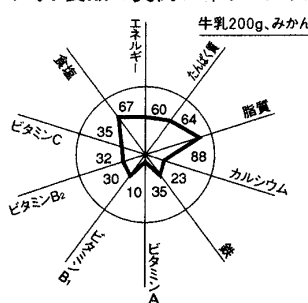 牛乳200g、みかん
エネルギー
たんぱく質
脂質
カルシウム
鉄
ビタミンA
ビタミンB₁
ビタミンB₂
ビタミンC
食塩
60
64
88
23
35
10
30
32
35
67